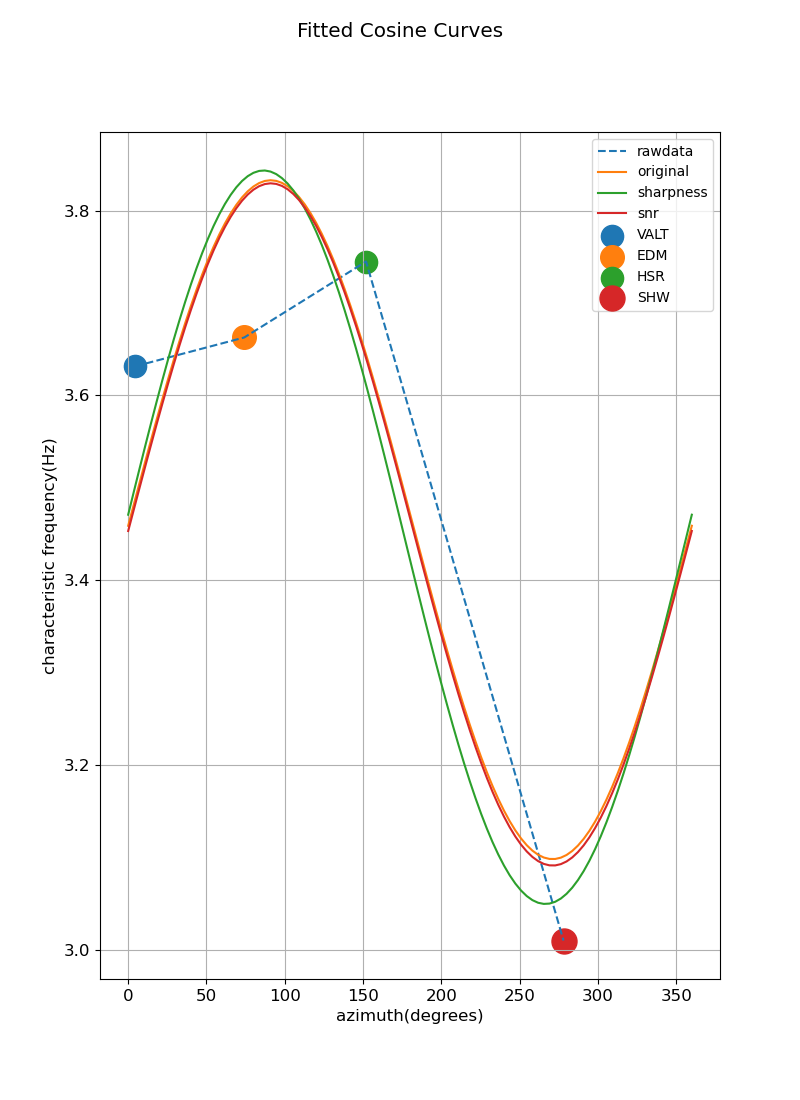 Fitted Cosine Curves
rawdata
original
sharpness
snr
VALT
EDM
HSR
SHW
3.8
3.6
3.4
3.2
3.0
characteristic frequency(Hz)
0 50 100 150 200 250 300 350
azimuth(degrees)